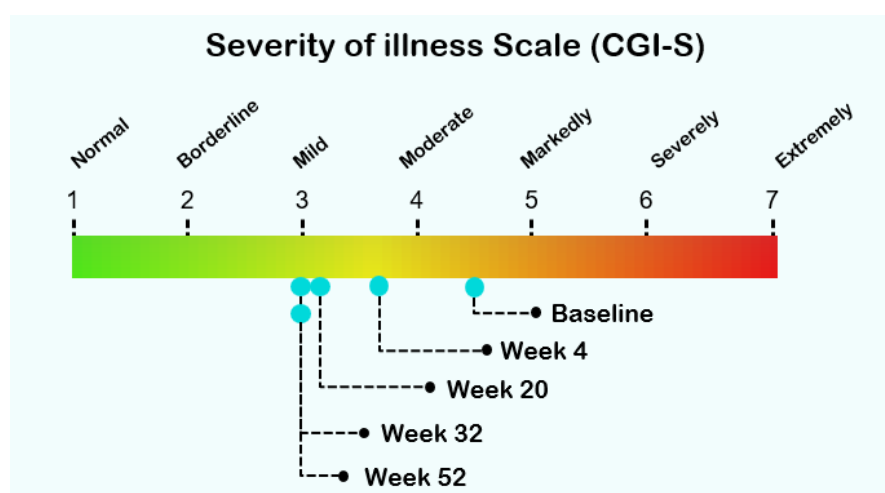 Severity of illness Scale (CGI-S)
Normal
Borderline
Mild
Moderate
Markedly
Severely
Extremely
1 2 3 4 5 6 7
Baseline
Week 4
Week 20
Week 32
Week 52